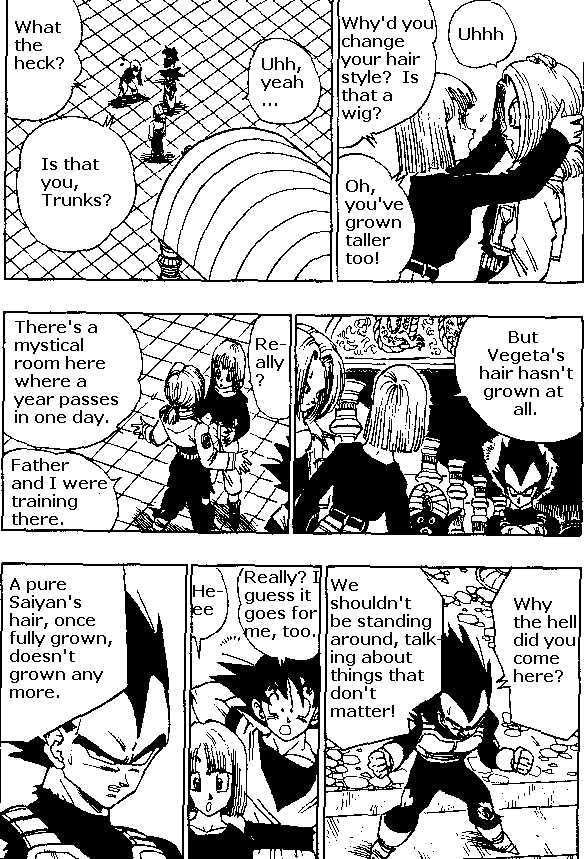 What
the
heck?
Uhh,
yeah
...
Is that
you,
Trunks?
Why'd you
change
your hair
style?  Is
that a
wig?
Uhhh
Oh,
you've
grown
taller
too!
There's a
mystical
room here
where a
year passes
in one day.
Re-
ally
?
Father
and I were
training
there.
But
Vegeta's
hair hasn't
grown at
all.
A pure
Saiyan's
hair, once
fully grown,
doesn't
grown any
more.
He-
ee
Really? I
guess it
goes for
me, too.
We
shouldn't
be standing
around, talk-
ing about
things that
don't
matter!
Why
the hell
did you
come
here?